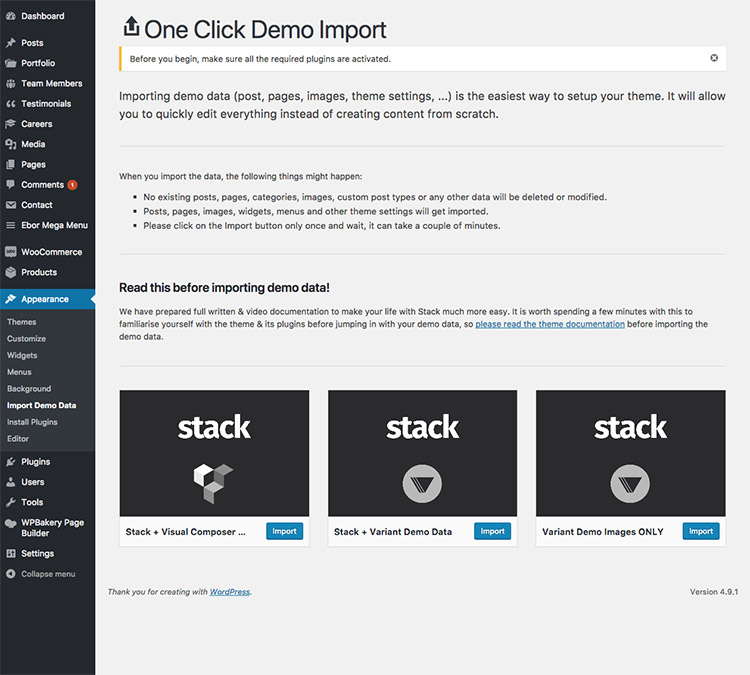 Dashboard
Posts
Portfolio
Team Members
Testimonials
Careers
Media
Pages
Comments 1
Contact
Ebor Mega Menu
WooCommerce
Products
Appearance
Themes
Customize
Widgets
Menus
Background
Import Demo Data
Install Plugins
Editor
Plugins
Users
Tools
WPBakery Page
Builder
Settings
Collapse menu
One Click Demo Import
Before you begin, make sure all the required plugins are activated.
Importing demo data (post, pages, images, theme settings, ...) is the easiest way to setup your theme. It will allow
you to quickly edit everything instead of creating content from scratch.
When you import the data, the following things might happen:
No existing posts, pages, categories, images, custom post types or any other data will be deleted or modified.
Posts, pages, images, widgets, menus and other theme settings will get imported.
Please click on the Import button only once and wait, it can take a couple of minutes.
Read this before importing demo data!
We have prepared full written & video documentation to make your life with Stack much more easy. It is worth spending a few minutes with this to
familiarise yourself with the theme & its plugins before jumping in with your demo data, so please read the theme documentation before importing the
demo data.
stack
Stack + Visual Composer ...
Import
stack
Stack + Variant Demo Data
Import
stack
Variant Demo Images ONLY
Import
Thank you for creating with WordPress.
Version 4.9.1